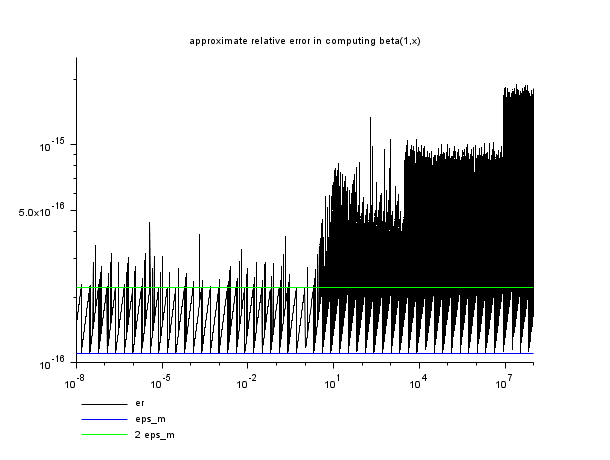 approximate relative error in computing beta(1,x)
10^-15
5.0x10^-16
10^-16
10^-8 10^-5 10^-2 10^1 10^4 10^7
er
eps_m
2 eps_m